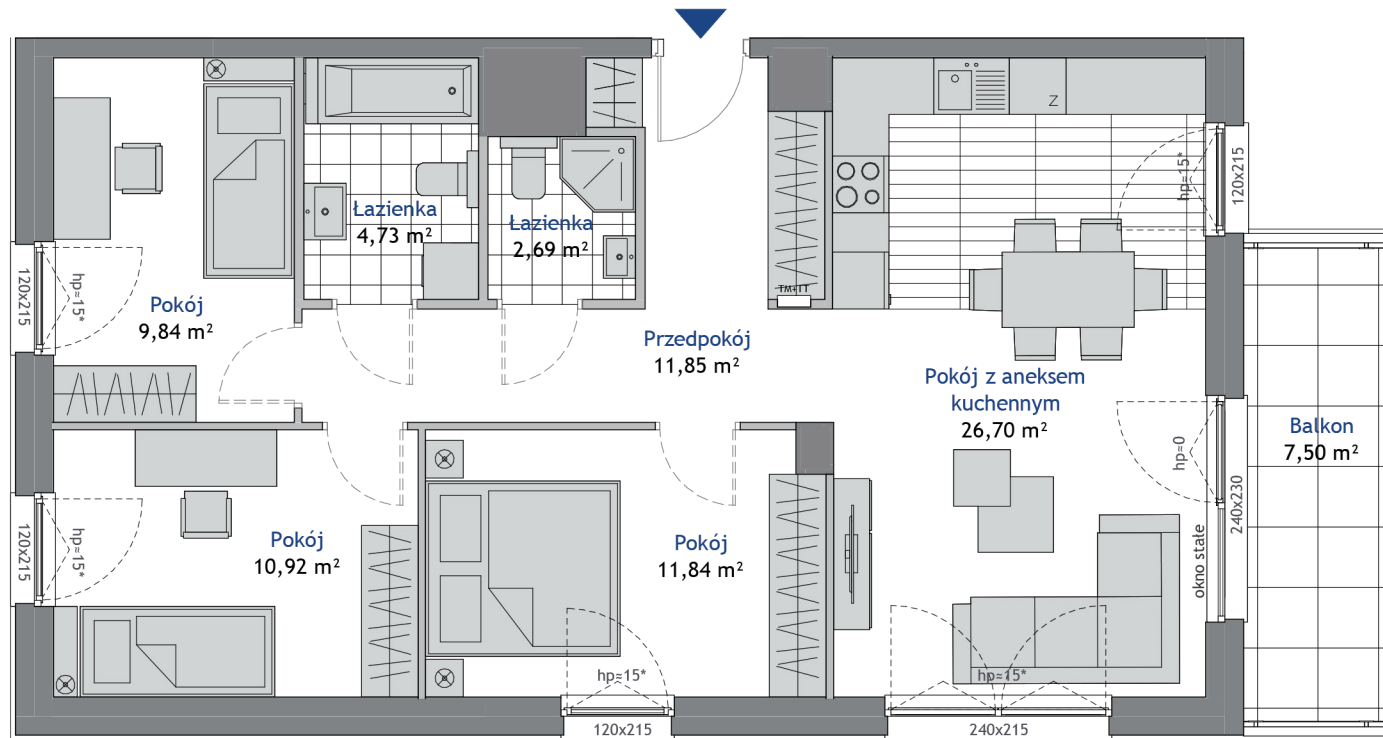 Z
Łazienka
4,73 m²
Łazienka
2,69 m²
hp≈15*
120x215
120x215
hp≈15*
Pokój
9,84 m²
TM+TT
Przedpokój
11,85 m²
Pokój z aneksem
kuchennym
26,70 m²
Balkon
7,50 m²
hp≈0
240x230
okno stałe
120x215
hp≈15*
Pokój
10,92 m²
Pokój
11,84 m²
hp≈15*
120x215
hp≈15*
240x215